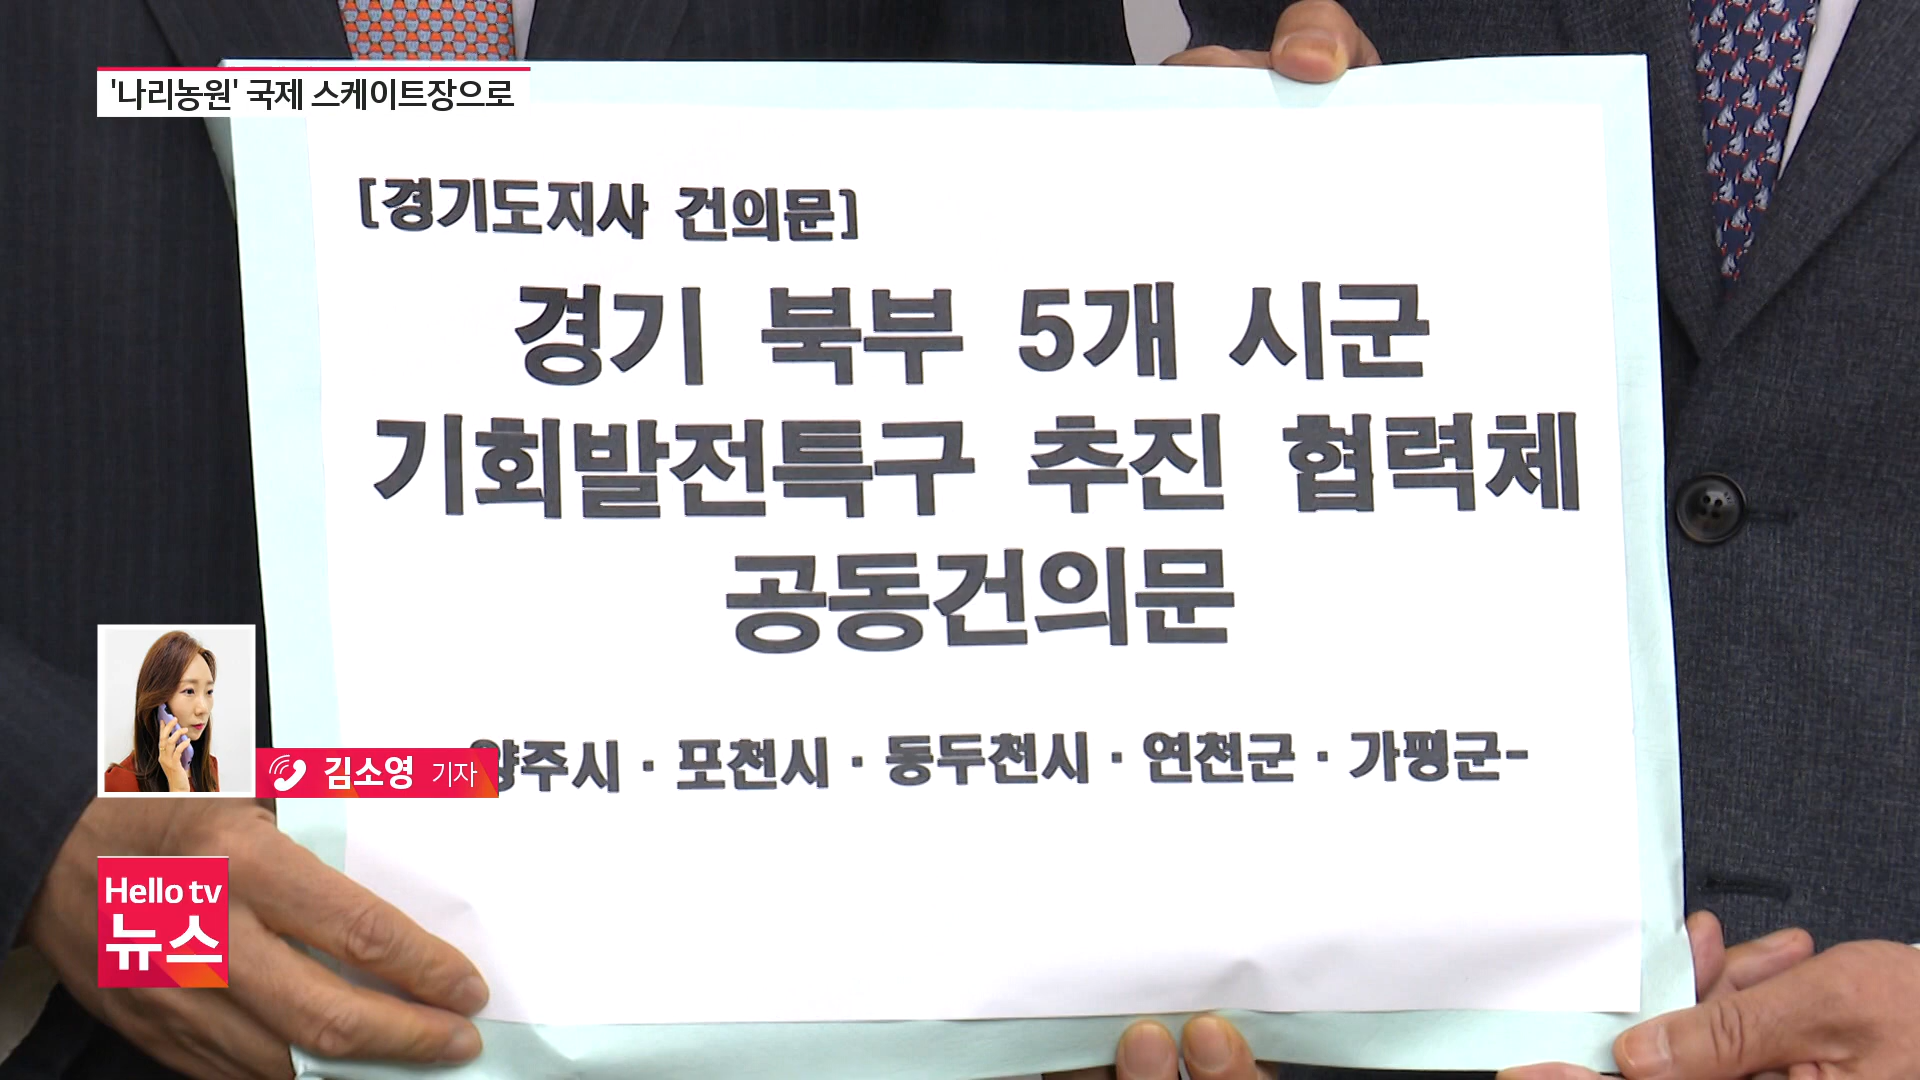 '나리농원' 국제 스케이트장으로
[경기도지사 건의문]
경기 북부 5개 시군
기회발전특구 추진 협력체
공동건의문
양주시 · 포천시 · 동두천시 · 연천군 · 가평군-
김소영 기자
Hello tv
뉴스